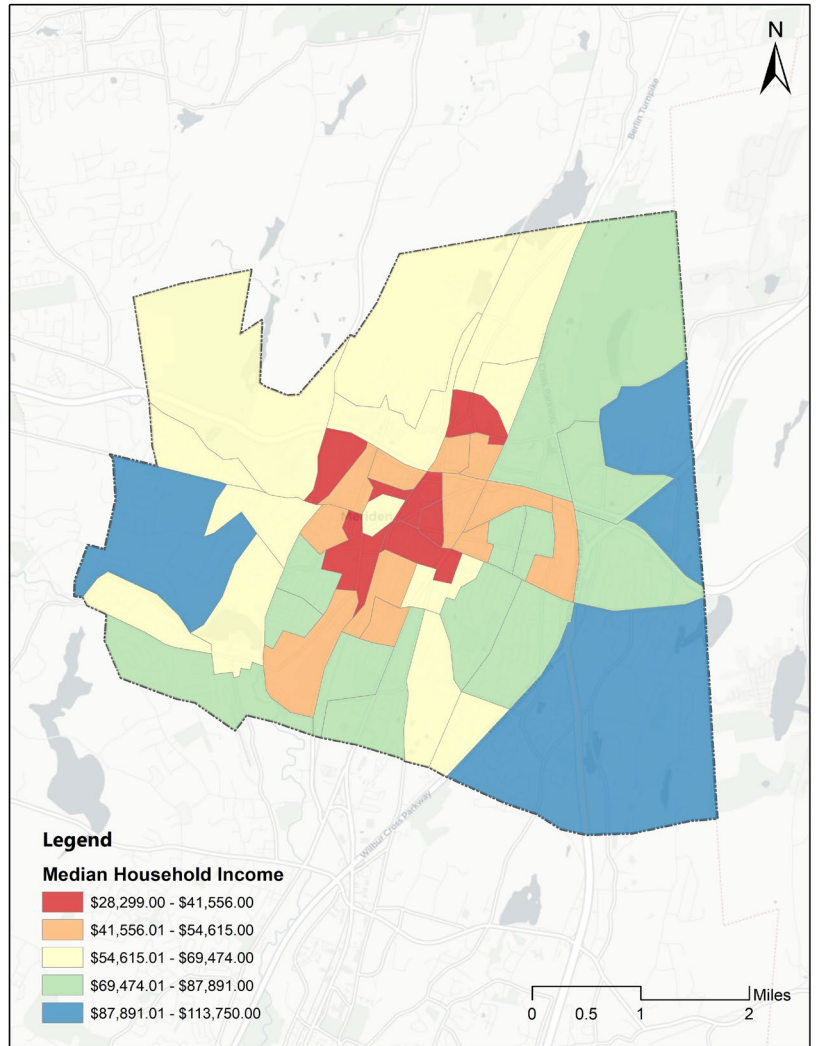 N
Berlin Turnpike
Meriden
Wilbur Cross Parkway
Legend
Median Household Income
$28,299.00 - $41,556.00
$41,556.01 - $54,615.00
$54,615.01 - $69,474.00
$69,474.01 - $87,891.00
$87,891.01 - $113,750.00
Miles
0 0.5 1 2